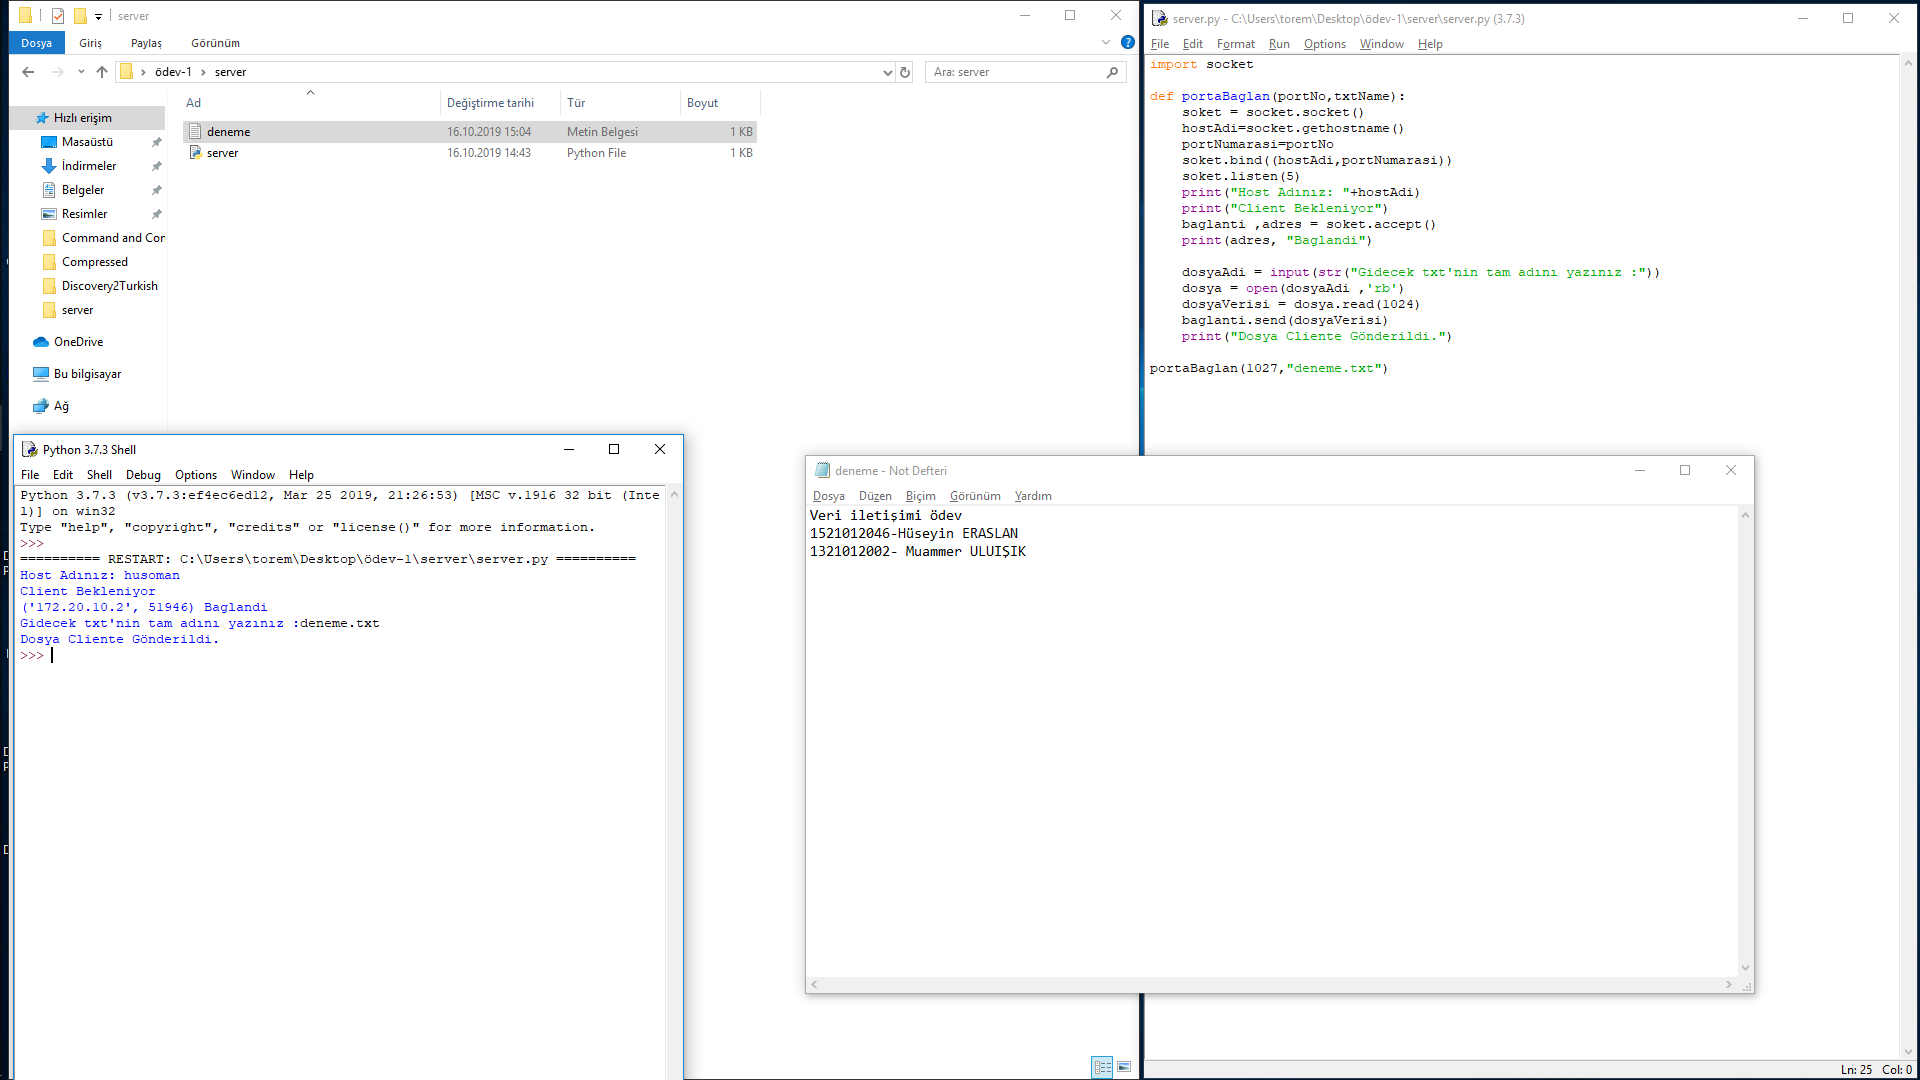 server
Dosya Giriş Paylaş Görünüm
ödev-1 server
Ara: server
Ad Değiştirme tarihi Tür Boyut
deneme 16.10.2019 15:04 Metin Belgesi 1 KB
server 16.10.2019 14:43 Python File 1 KB
Hızlı erişim
Masaüstü
İndirmeler
Belgeler
Resimler
Command and Cor
Compressed
Discovery2Turkish
server
OneDrive
Bu bilgisayar
Ağ
server.py - C:\Users\torem\Desktop\ödev-1\server\server.py (3.7.3)
File Edit Format Run Options Window Help
import socket
def portaBaglan(portNo,txtName):
soket = socket.socket()
hostAdi=socket.gethostname()
portNumarasi=portNo
soket.bind((hostAdi,portNumarasi))
soket.listen(5)
print("Host Adınız: "+hostAdi)
print("Client Bekleniyor")
baglanti ,adres = soket.accept()
print(adres, "Baglandi")
dosyaAdi = input(str("Gidecek txt'nin tam adını yazınız :"))
dosya = open(dosyaAdi ,'rb')
dosyaVerisi = dosya.read(1024)
baglanti.send(dosyaVerisi)
print("Dosya Cliente Gönderildi.")
portaBaglan(1027,"deneme.txt")
Ln: 25 Col: 0
Python 3.7.3 Shell
File Edit Shell Debug Options Window Help
Python 3.7.3 (v3.7.3:ef4ec6ed12, Mar 25 2019, 21:26:53) [MSC v.1916 32 bit (Inte
l)] on win32
Type "help", "copyright", "credits" or "license()" for more information.
>>>
========== RESTART: C:\Users\torem\Desktop\ödev-1\server\server.py ==========
Host Adınız: husoman
Client Bekleniyor
('172.20.10.2', 51946) Baglandi
Gidecek txt'nin tam adını yazınız :deneme.txt
Dosya Cliente Gönderildi.
>>>
deneme - Not Defteri
Dosya Düzen Biçim Görünüm Yardım
Veri iletişimi ödev
1521012046-Hüseyin ERASLAN
1321012002- Muammer ULUIŞIK